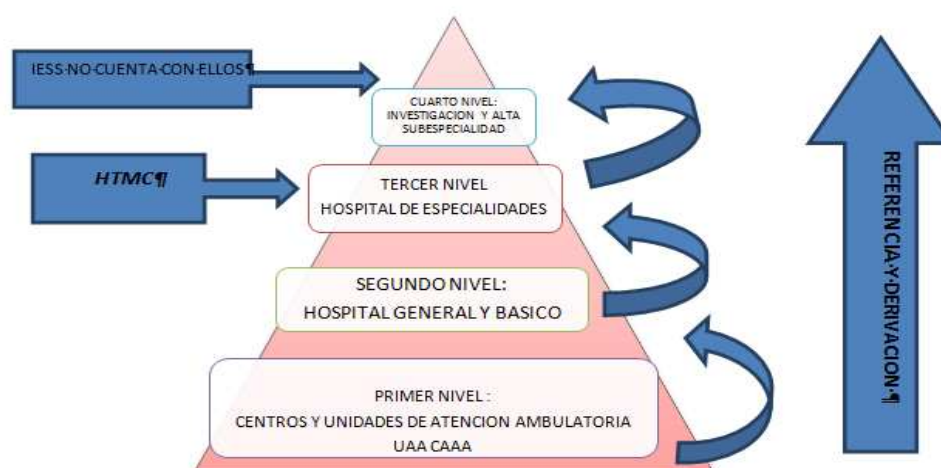 IESS·NO·CUENTA·CON·ELLOS¶
CUARTO NIVEL:
INVESTIGACION Y ALTA
SUBESPECIALIDAD
HTMC¶
TERCER NIVEL
HOSPITAL DE ESPECIALIDADES
SEGUNDO NIVEL:
HOSPITAL GENERAL Y BASICO
PRIMER NIVEL :
CENTROS Y UNIDADES DE ATENCION AMBULATORIA
UAA CAAA
REFERENCIA·Y·DERIVACION·¶